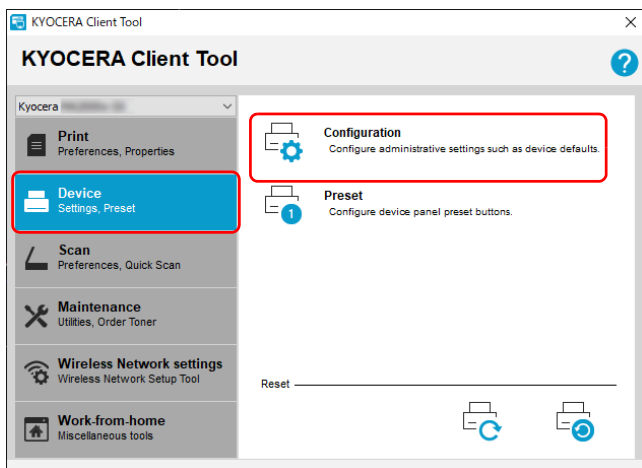 KYOCERA Client Tool
KYOCERA Client Tool
?
Kyocera
Print
Preferences, Properties
Device
Settings, Preset
Scan
Preferences, Quick Scan
Maintenance
Utilities, Order Toner
Wireless Network settings
Wireless Network Setup Tool
Work-from-home
Miscellaneous tools
Configuration
Configure administrative settings such as device defaults.
1
Preset
Configure device panel preset buttons.
Reset